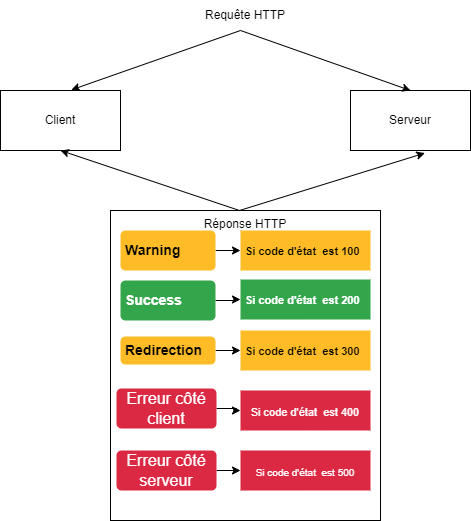 Requête HTTP
Client
Serveur
Réponse HTTP
Warning
Si code d'état est 100
Success
Si code d'état est 200
Redirection
Si code d'état est 300
Erreur côté
client
Si code d'état est 400
Erreur côté
serveur
Si code d'état est 500